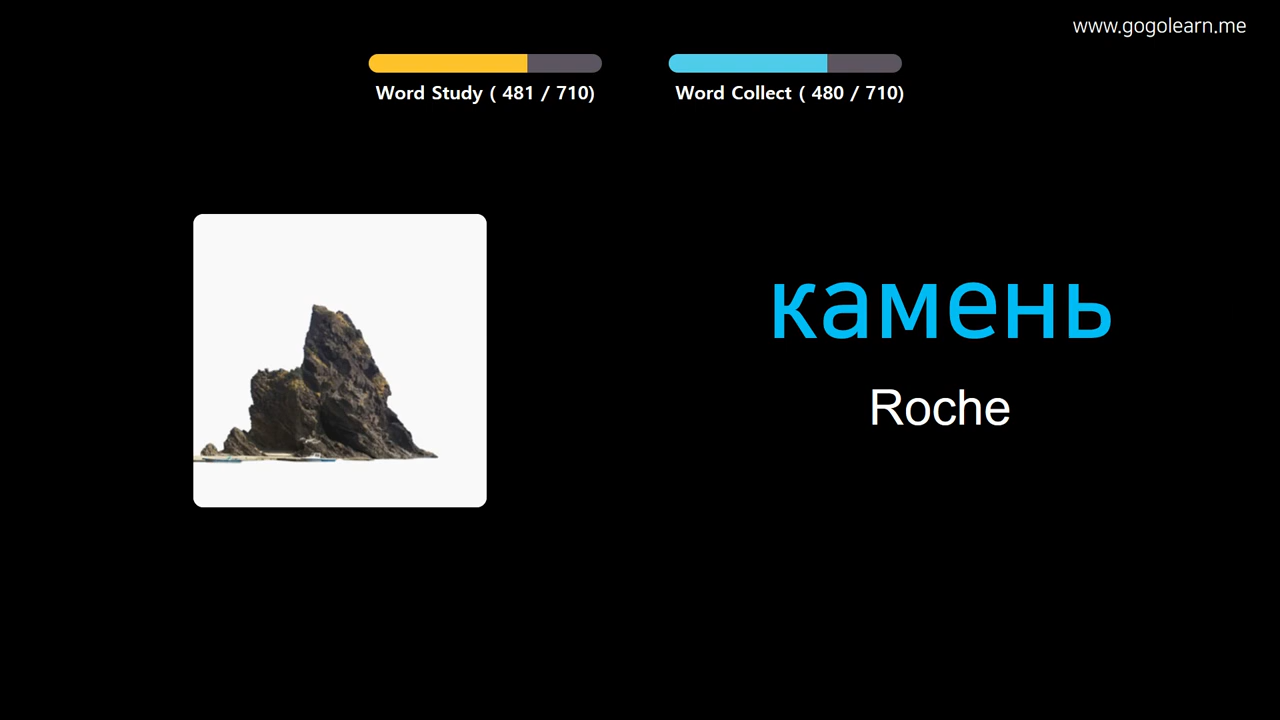 www.gogolearn.me
Word Study ( 481 / 710)
Word Collect ( 480 / 710)
камень
Roche